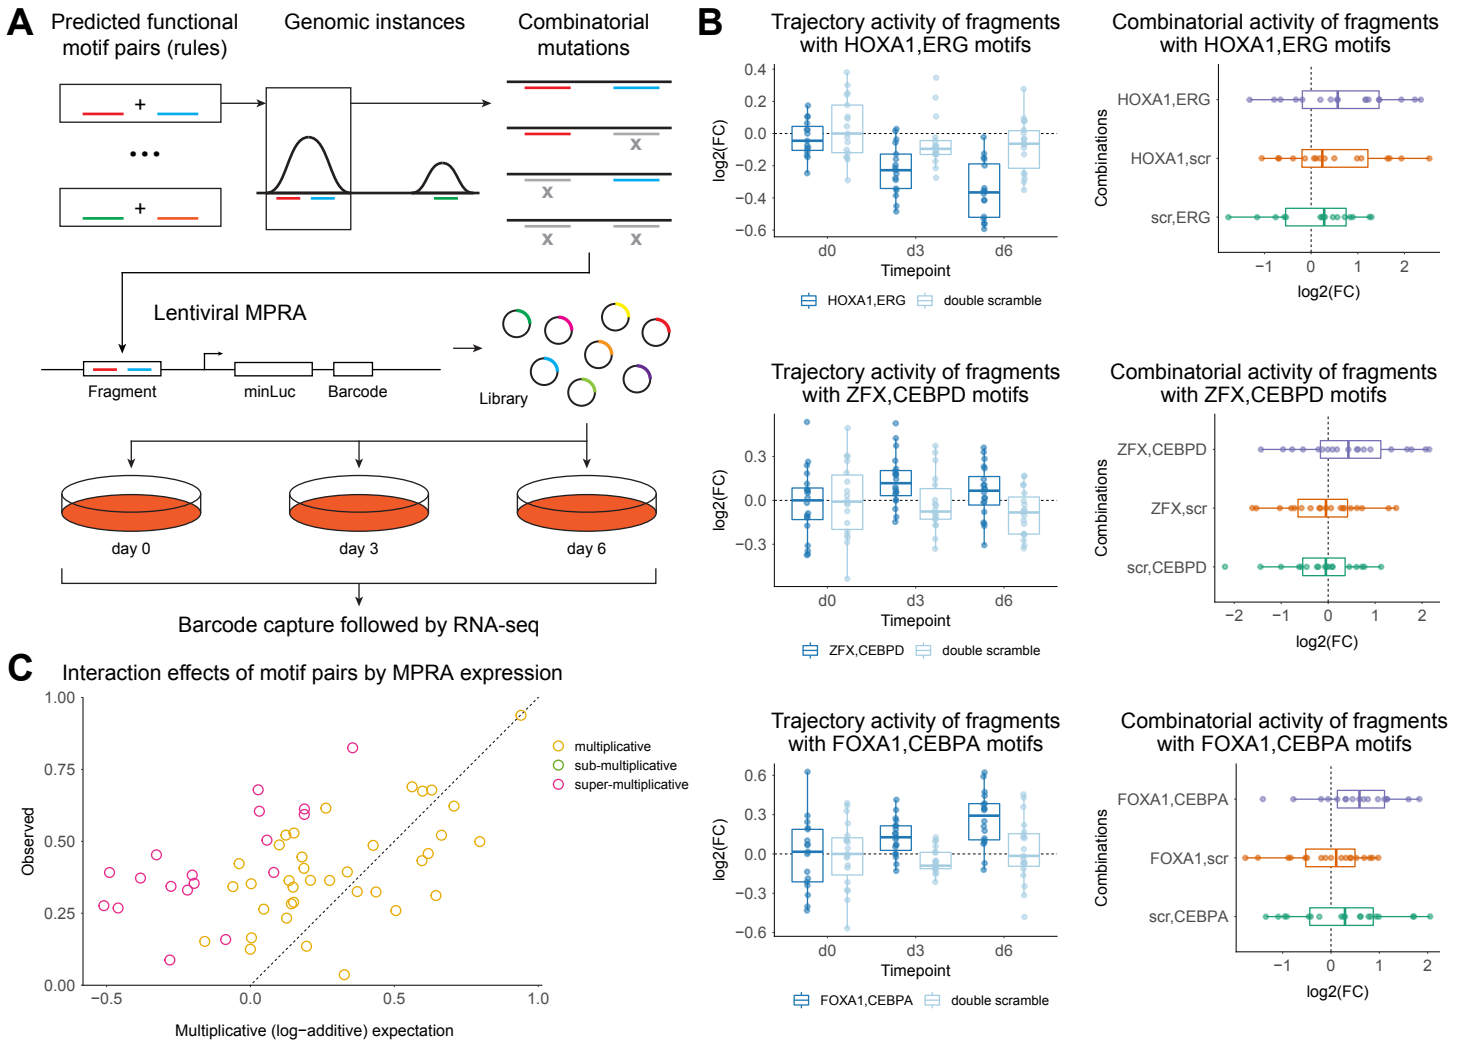 A
Predicted functional
motif pairs (rules)
Genomic instances
Combinatorial
mutations
+
...
+
X
X
X
X
Lentiviral MPRA
Fragment
minLuc
Barcode
Library
day 0
day 3
day 6
Barcode capture followed by RNA-seq
B
Trajectory activity of fragments
with HOXA1,ERG motifs
log2(FC)
0.4
0.2
0.0
−0.2
−0.4
−0.6
d0
d3
d6
Timepoint
HOXA1,ERG
double scramble
Combinatorial activity of fragments
with HOXA1,ERG motifs
Combinations
HOXA1,ERG
HOXA1,scr
scr,ERG
−1
0
1
2
log2(FC)
Trajectory activity of fragments
with ZFX,CEBPD motifs
log2(FC)
0.3
0.0
−0.3
d0
d3
d6
Timepoint
ZFX,CEBPD
double scramble
Combinatorial activity of fragments
with ZFX,CEBPD motifs
Combinations
ZFX,CEBPD
ZFX,scr
scr,CEBPD
−2
−1
0
1
2
log2(FC)
Trajectory activity of fragments
with FOXA1,CEBPA motifs
log2(FC)
0.6
0.3
0.0
−0.3
−0.6
d0
d3
d6
Timepoint
FOXA1,CEBPA
double scramble
Combinatorial activity of fragments
with FOXA1,CEBPA motifs
Combinations
FOXA1,CEBPA
FOXA1,scr
scr,CEBPA
−1
0
1
2
log2(FC)
C
Interaction effects of motif pairs by MPRA expression
Observed
1.00
0.75
0.50
0.25
0.00
−0.5
0.0
0.5
1.0
Multiplicative (log−additive) expectation
multiplicative
sub-multiplicative
super-multiplicative